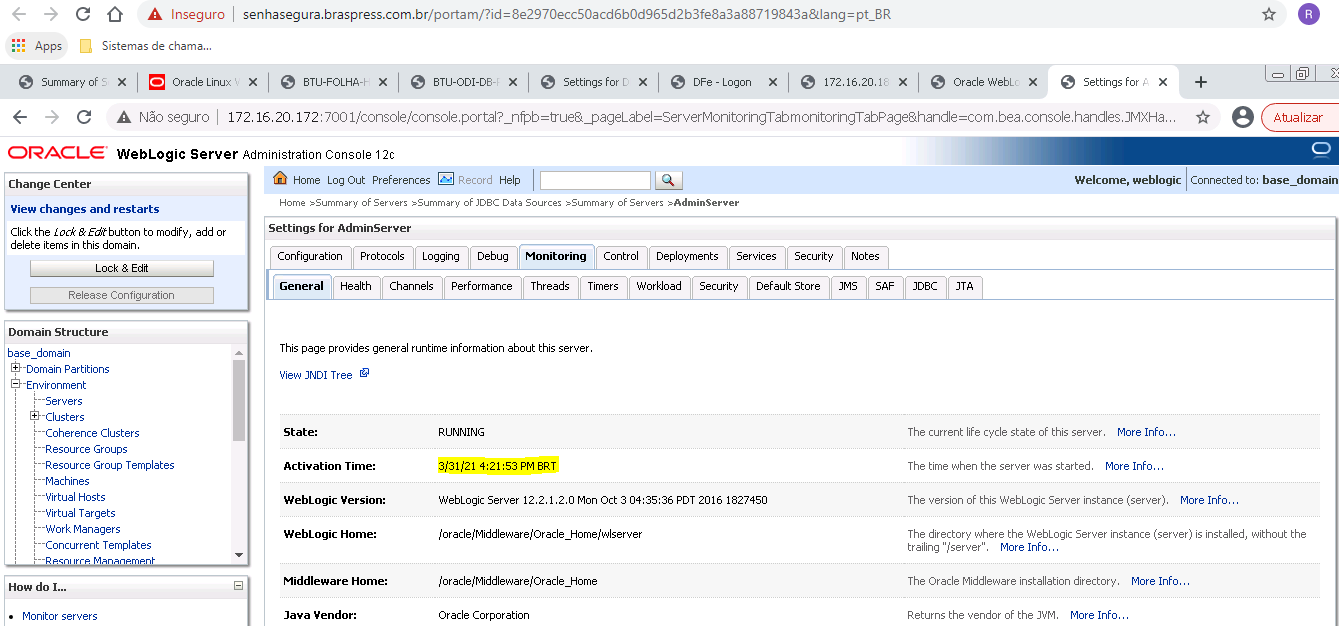 Inseguro senhasegura.braspress.com.br/portam/?id=8e2970ecc50acd6b0d965d2b3fe8a3a88719843a&lang=pt_BR R
Apps Sistemas de chama...
Summary of S Oracle Linux V BTU-FOLHA-H BTU-ODI-DB-F Settings for D DFe - Logon 172.16.20.18 Oracle WebLo Settings for A
Não seguro 172.16.20.172:7001/console/console.portal?_nfpb=true&_pageLabel=ServerMonitoringTabmonitoringTabPage&handle=com.bea.console.handles.JMXHa... Atualizar
ORACLE WebLogic Server Administration Console 12c
Change Center
View changes and restarts
Click the Lock & Edit button to modify, add or
delete items in this domain.
Lock & Edit
Release Configuration
Domain Structure
base_domain
Domain Partitions
Environment
Servers
Clusters
Coherence Clusters
Resource Groups
Resource Group Templates
Machines
Virtual Hosts
Virtual Targets
Work Managers
Concurrent Templates
Resource Management
How do I...
Monitor servers
Home Log Out Preferences Record Help
Welcome, weblogic Connected to: base_domain
Home >Summary of Servers >Summary of JDBC Data Sources >Summary of Servers >AdminServer
Settings for AdminServer
Configuration Protocols Logging Debug Monitoring Control Deployments Services Security Notes
General Health Channels Performance Threads Timers Workload Security Default Store JMS SAF JDBC JTA
This page provides general runtime information about this server.
View JNDI Tree
State: RUNNING The current life cycle state of this server. More Info...
Activation Time: 3/31/21 4:21:53 PM BRT The time when the server was started. More Info...
WebLogic Version: WebLogic Server 12.2.1.2.0 Mon Oct 3 04:35:36 PDT 2016 1827450 The version of this WebLogic Server instance (server). More Info...
WebLogic Home: /oracle/Middleware/Oracle_Home/wlserver The directory where the WebLogic Server instance (server) is installed, without the
trailing "/server". More Info...
Middleware Home: /oracle/Middleware/Oracle_Home The Oracle Middleware installation directory. More Info...
Java Vendor: Oracle Corporation Returns the vendor of the JVM. More Info...